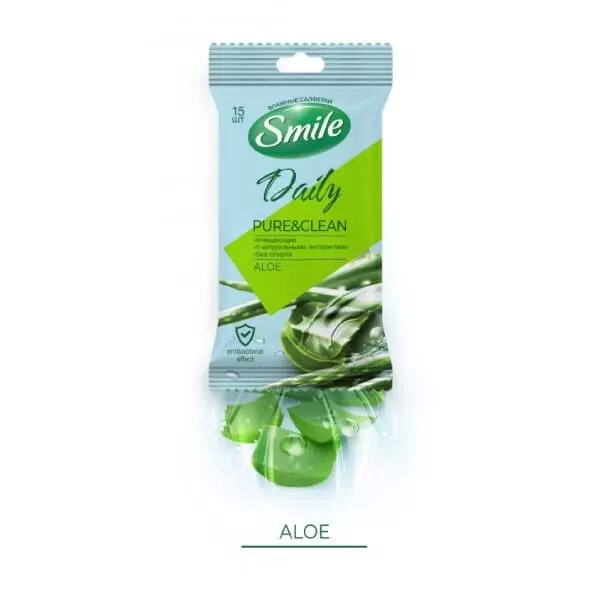 15
шт
ВЛАЖНЫЕ САЛФЕТКИ
Smile
Daily
PURE&CLEAN
•очищающие
•с натуральными экстрактами
•без спирта
ALOE
antibacterial
effect
ALOE